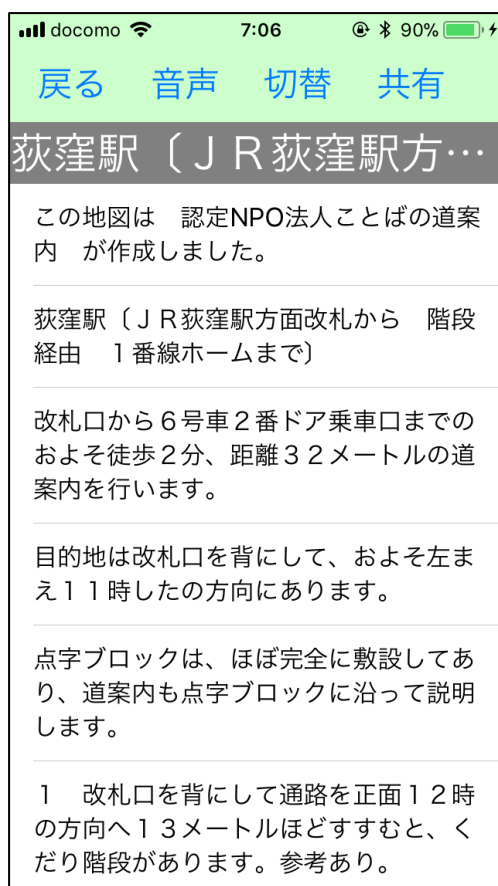 docomo 7:06 90%
戻る 音声 切替 共有
荻窪駅〔ＪＲ荻窪駅方…
この地図は　認定NPO法人ことばの道案
内　が作成しました。
荻窪駅〔ＪＲ荻窪駅方面改札から　階段
経由　１番線ホームまで〕
改札口から６号車２番ドア乗車口までの
およそ徒歩２分、距離３２メートルの道
案内を行います。
目的地は改札口を背にして、およそ左ま
え１１時したの方向にあります。
点字ブロックは、ほぼ完全に敷設してあ
り、道案内も点字ブロックに沿って説明
します。
１　改札口を背にして通路を正面１２時
の方向へ１３メートルほどすすむと、く
だり階段があります。参考あり。